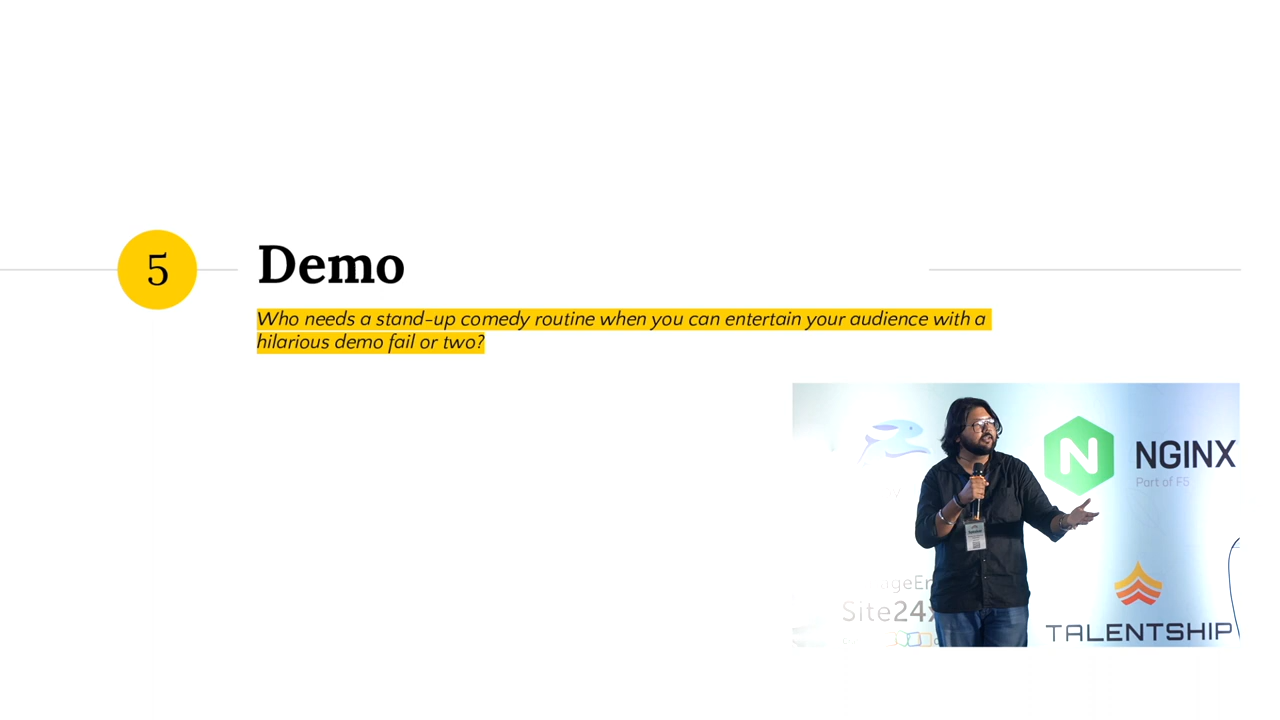 5
Demo
Who needs a stand-up comedy routine when you can entertain your audience with a
hilarious demo fail or two?
NGINX
Part of F5
Site24x
TALENTSHIP